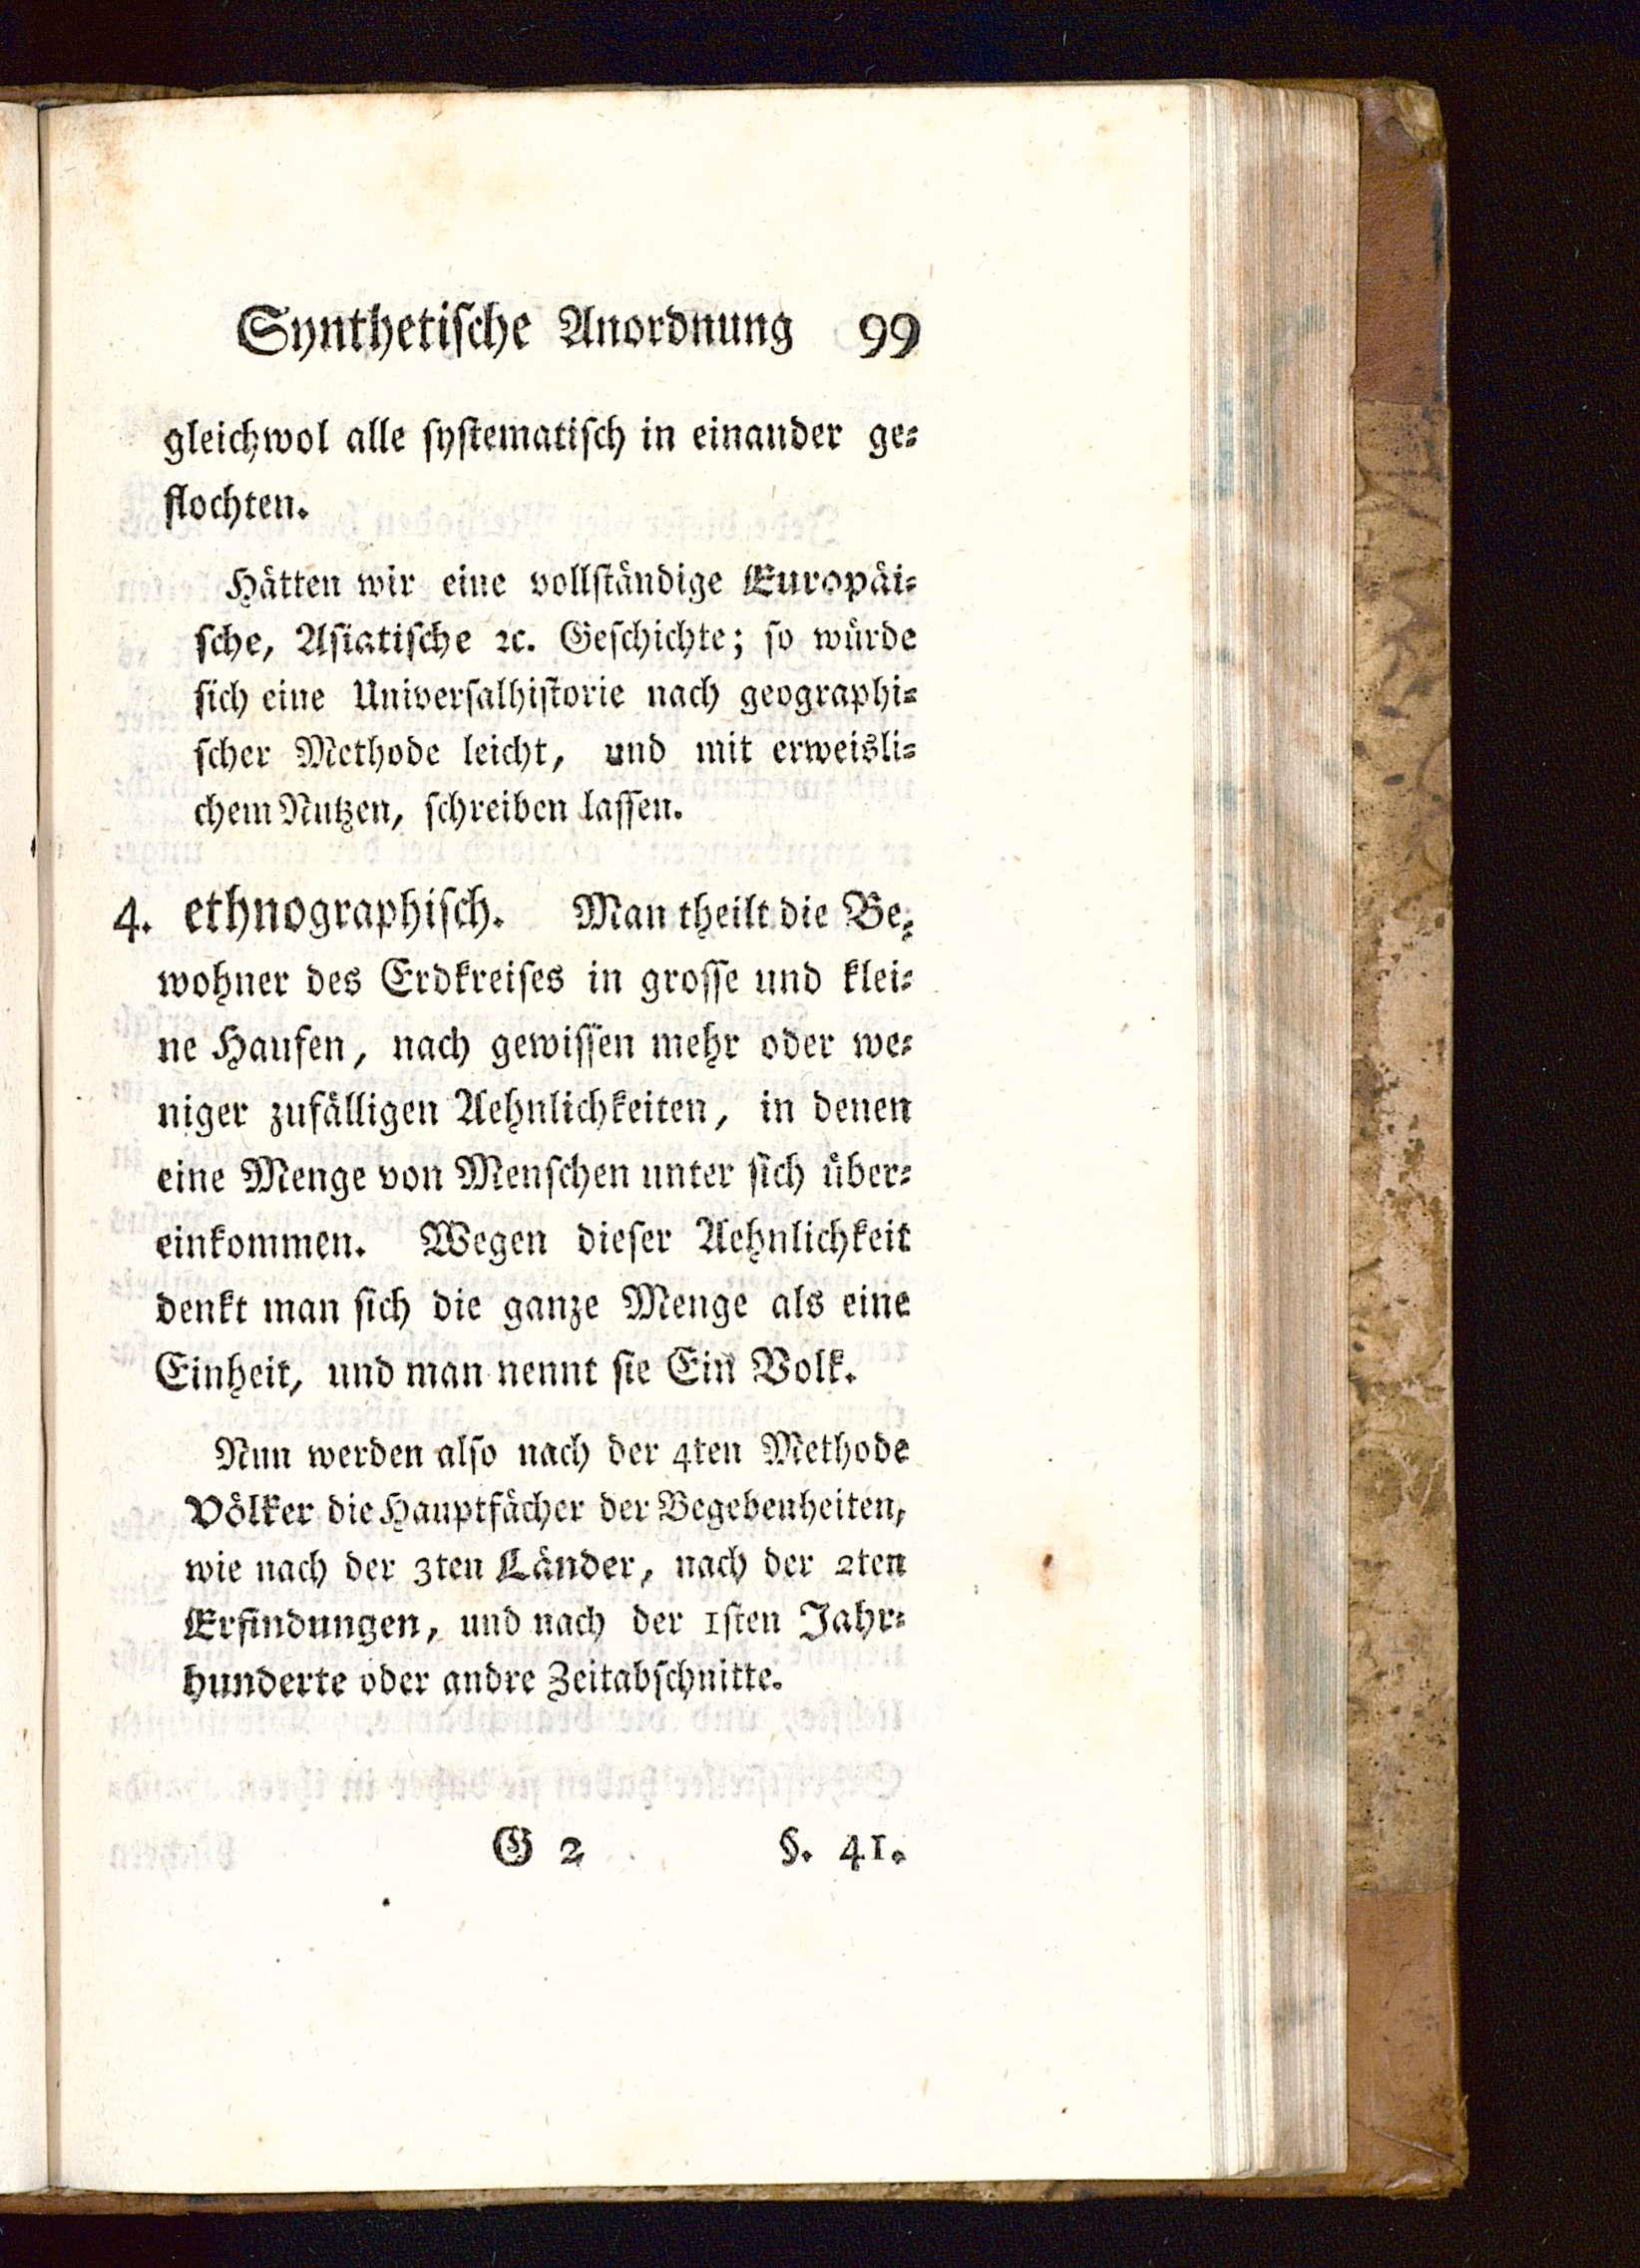 Synthetische Anordnung 99
gleichwol alle systematisch in einander ge-
flochten.
Hätten wir eine vollständige Europäi-
sche, Asiatische ꝛc. Geschichte; so würde
sich eine Universalhistorie nach geographi-
scher Methode leicht, und mit erweisli-
chem Nutzen, schreiben lassen.
4. ethnographisch. Man theilt die Be-
wohner des Erdkreises in grosse und klei-
ne Haufen, nach gewissen mehr oder we-
niger zufälligen Aehnlichkeiten, in denen
eine Menge von Menschen unter sich über-
einkommen. Wegen dieser Aehnlichkeit
denkt man sich die ganze Menge als eine
Einheit, und man nennt sie Ein Volk.
Nun werden also nach der 4ten Methode
Völker die Hauptfächer der Begebenheiten,
wie nach der 3ten Länder, nach der 2ten
Erfindungen, und nach der 1sten Jahr-
hunderte oder andre Zeitabschnitte.
G 2 §. 41.